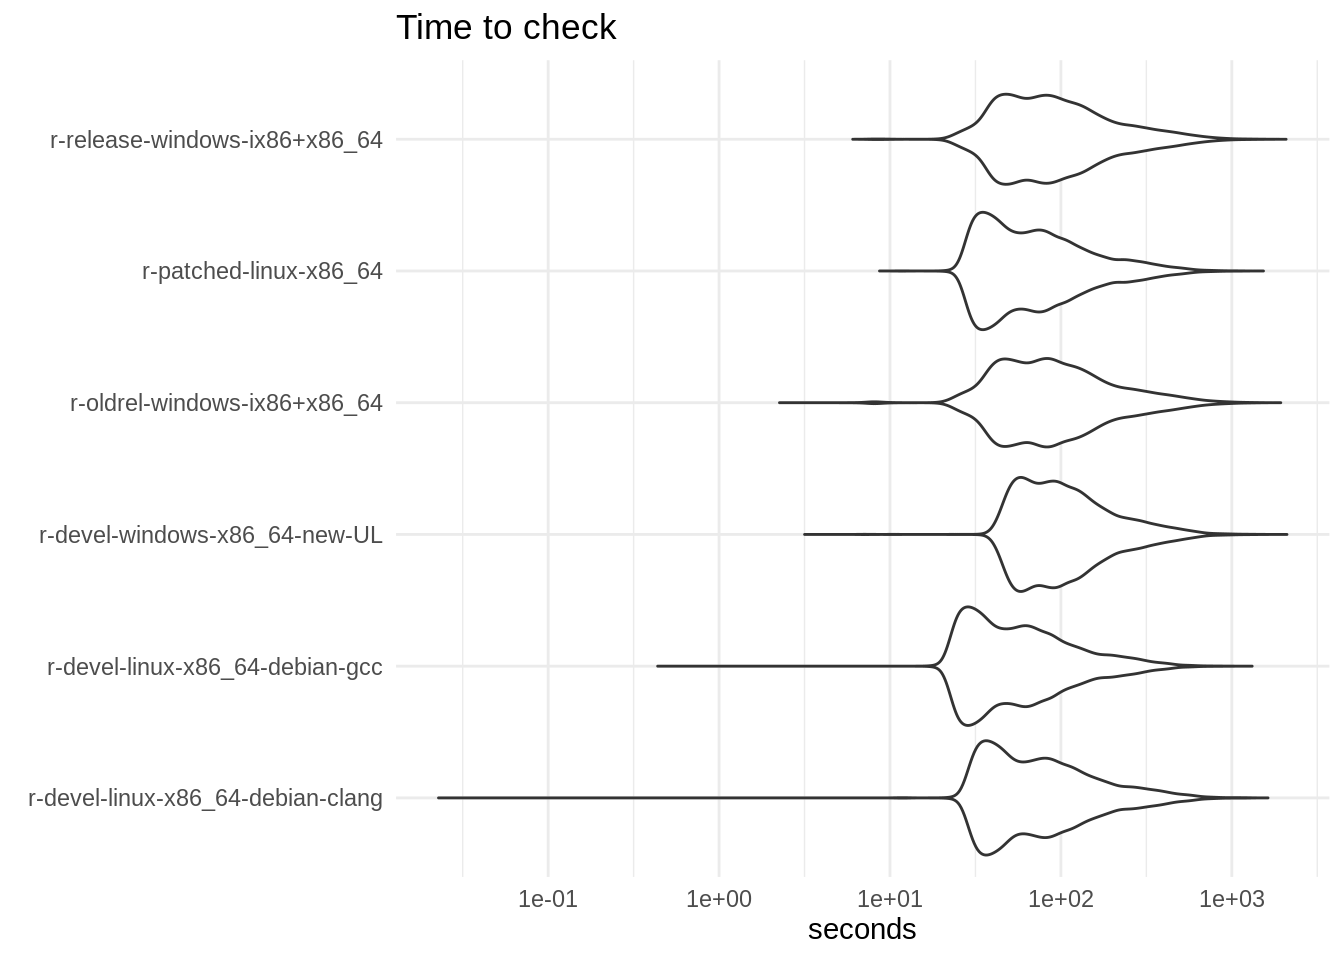 Time to check
r-release-windows-ix86+x86_64
r-patched-linux-x86_64
r-oldrel-windows-ix86+x86_64
r-devel-windows-x86_64-new-UL
r-devel-linux-x86_64-debian-gcc
r-devel-linux-x86_64-debian-clang
1e-01 1e+00 1e+01 1e+02 1e+03
seconds